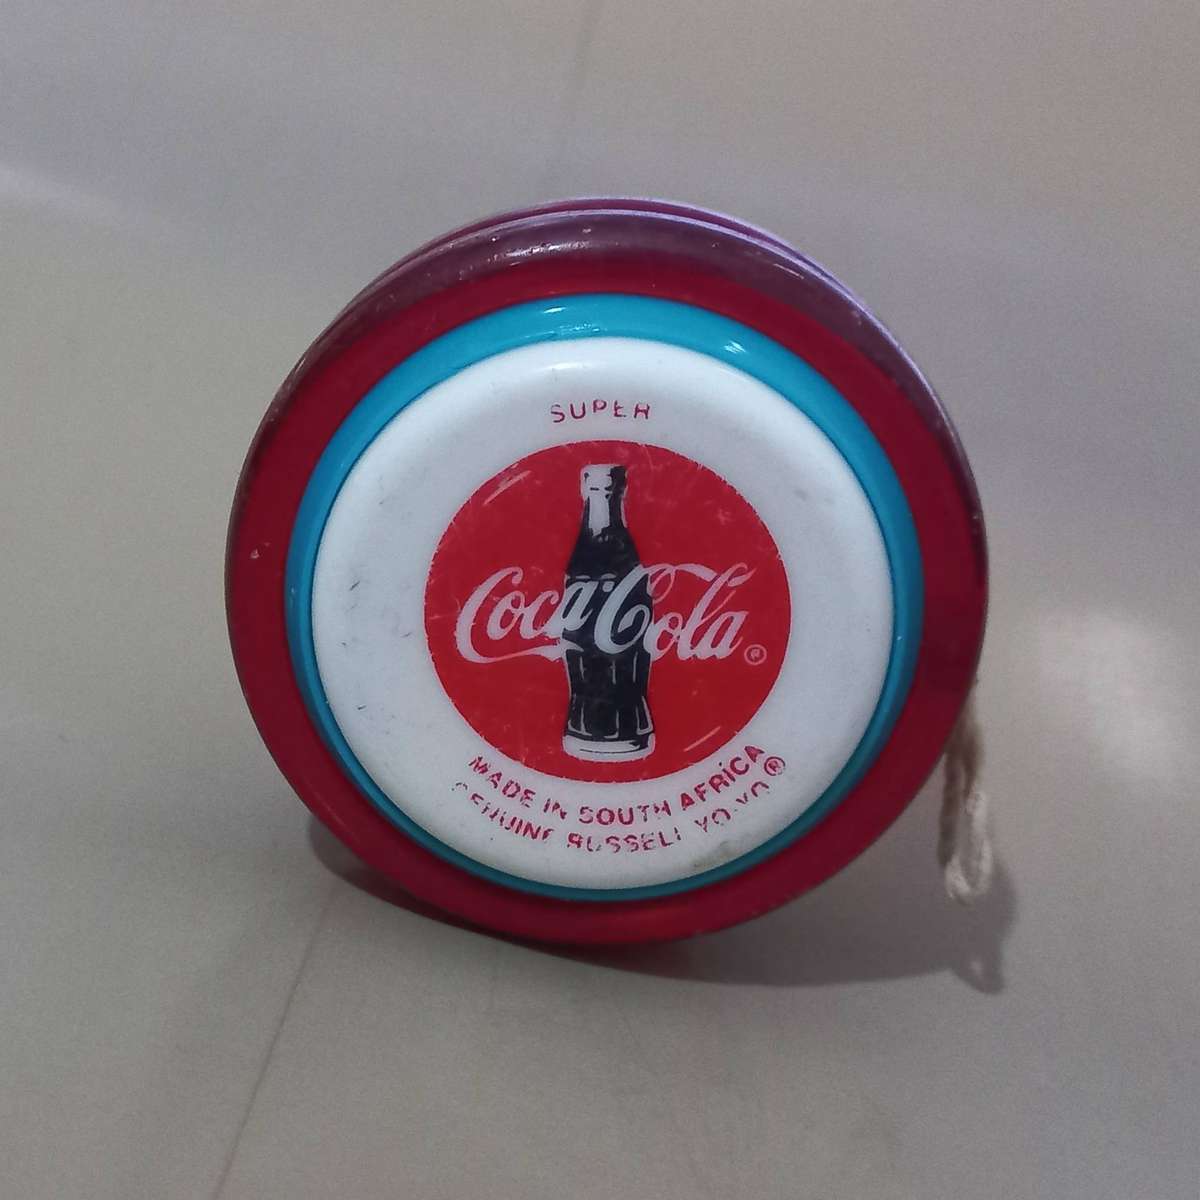 SUPER
Coca-Cola®
MADE IN SOUTH AFRICA
GENUINE RUSSELL YO-YO®